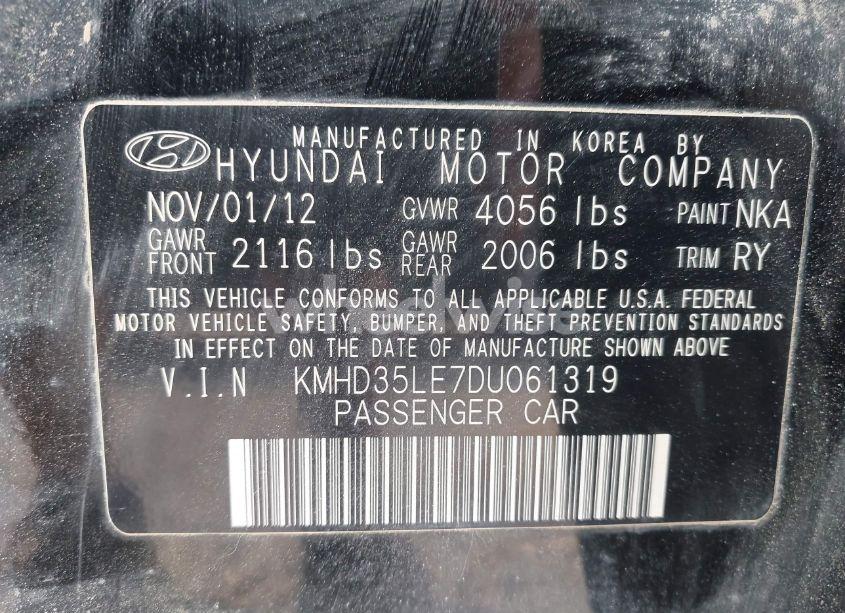 MANUFACTURED IN KOREA BY
HYUNDAI MOTOR COMPANY
NOV/01/12 GVWR 4056 lbs PAINT NKA
GAWR FRONT 2116 lbs GAWR REAR 2006 lbs TRIM RY
THIS VEHICLE CONFORMS TO ALL APPLICABLE U.S.A. FEDERAL
MOTOR VEHICLE SAFETY, BUMPER, AND THEFT PREVENTION STANDARDS
IN EFFECT ON THE DATE OF MANUFACTURE SHOWN ABOVE
V.I.N KMHD35LE7DU061319
PASSENGER CAR